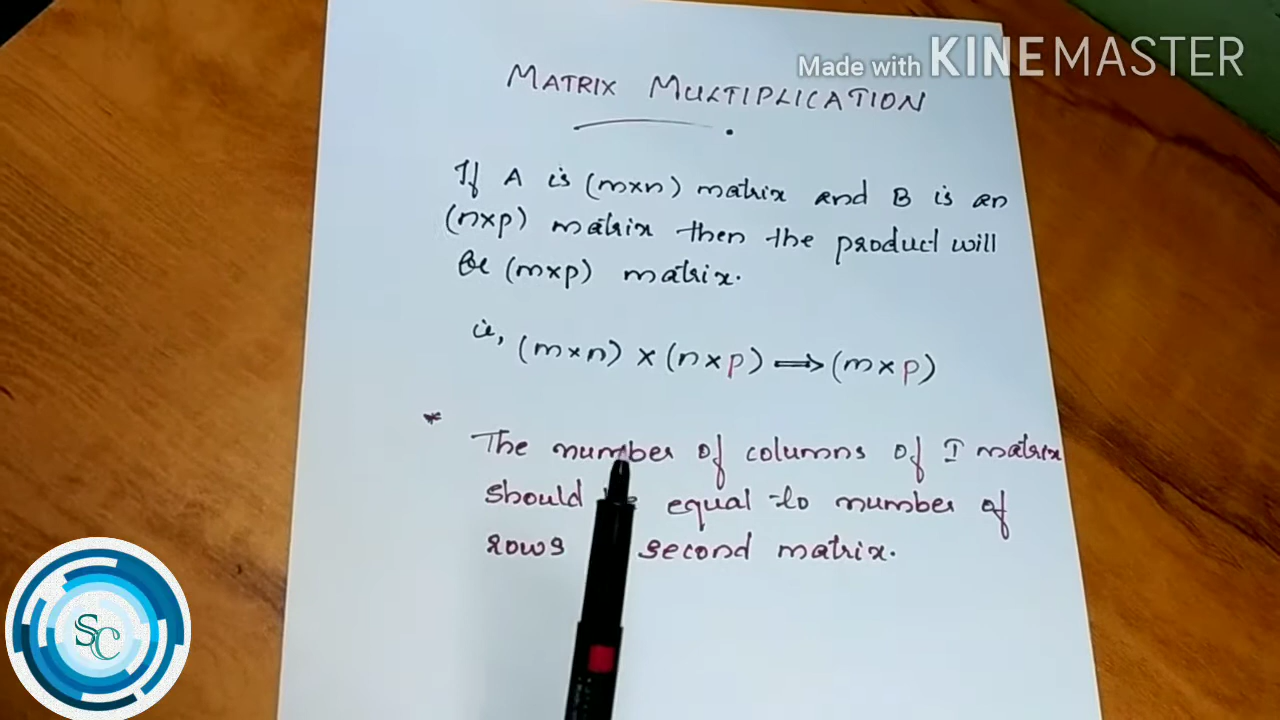 Made with KINEMASTER
MATRIX MULTIPLICATION
If A is (m×n) matrix and B is an
(n×p) matrix then the product will
be (m×p) matrix.
ie, (m×n) × (n×p) ⟹ (m×p)
* The number of columns of I matrix
should equal to number of
rows second matrix.
SC